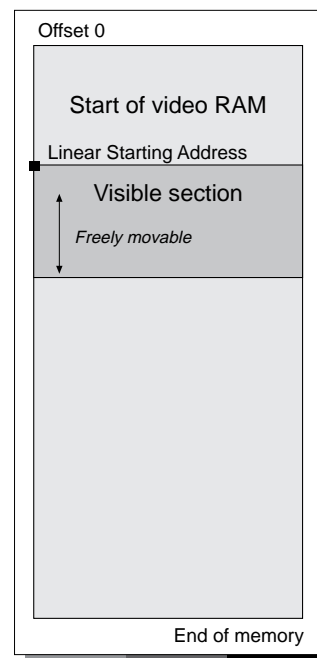 Offset 0
Start of video RAM
Linear Starting Address
Visible section
Freely movable
End of memory